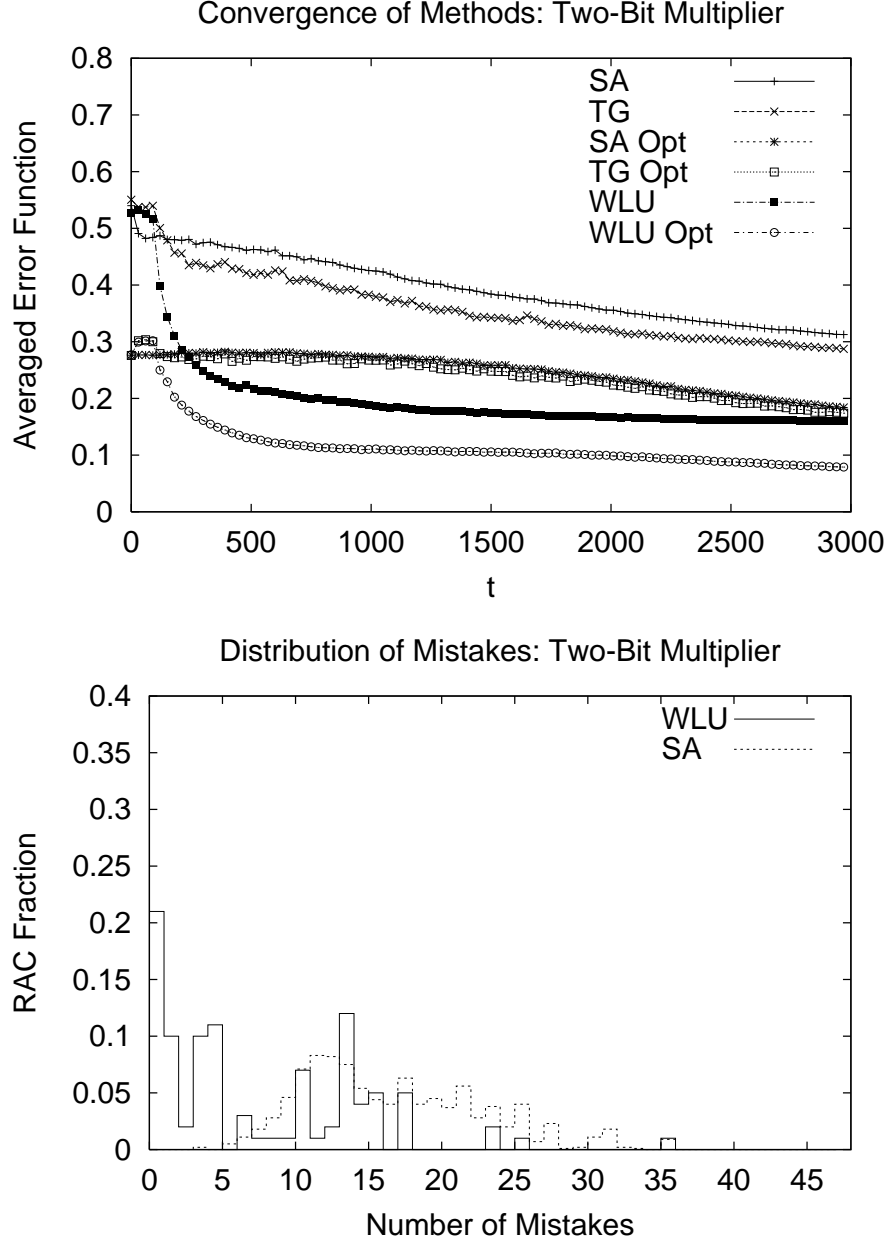 Convergence of Methods: Two-Bit Multiplier
0.8
0.7
0.6
0.5
0.4
0.3
0.2
0.1
0
Averaged Error Function
SA
TG
SA Opt
TG Opt
WLU
WLU Opt
0 500 1000 1500 2000 2500 3000
t
Distribution of Mistakes: Two-Bit Multiplier
0.4
0.35
0.3
0.25
0.2
0.15
0.1
0.05
0
RAC Fraction
WLU
SA
0 5 10 15 20 25 30 35 40 45
Number of Mistakes